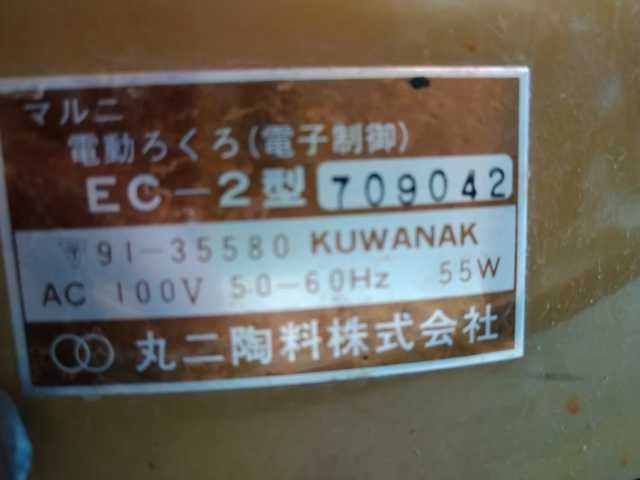 マルニ
電動ろくろ(電子制御)
EC-2型 709042
〒91-35580 KUWANAK
AC 100V 50-60Hz 55W
丸二陶料株式会社